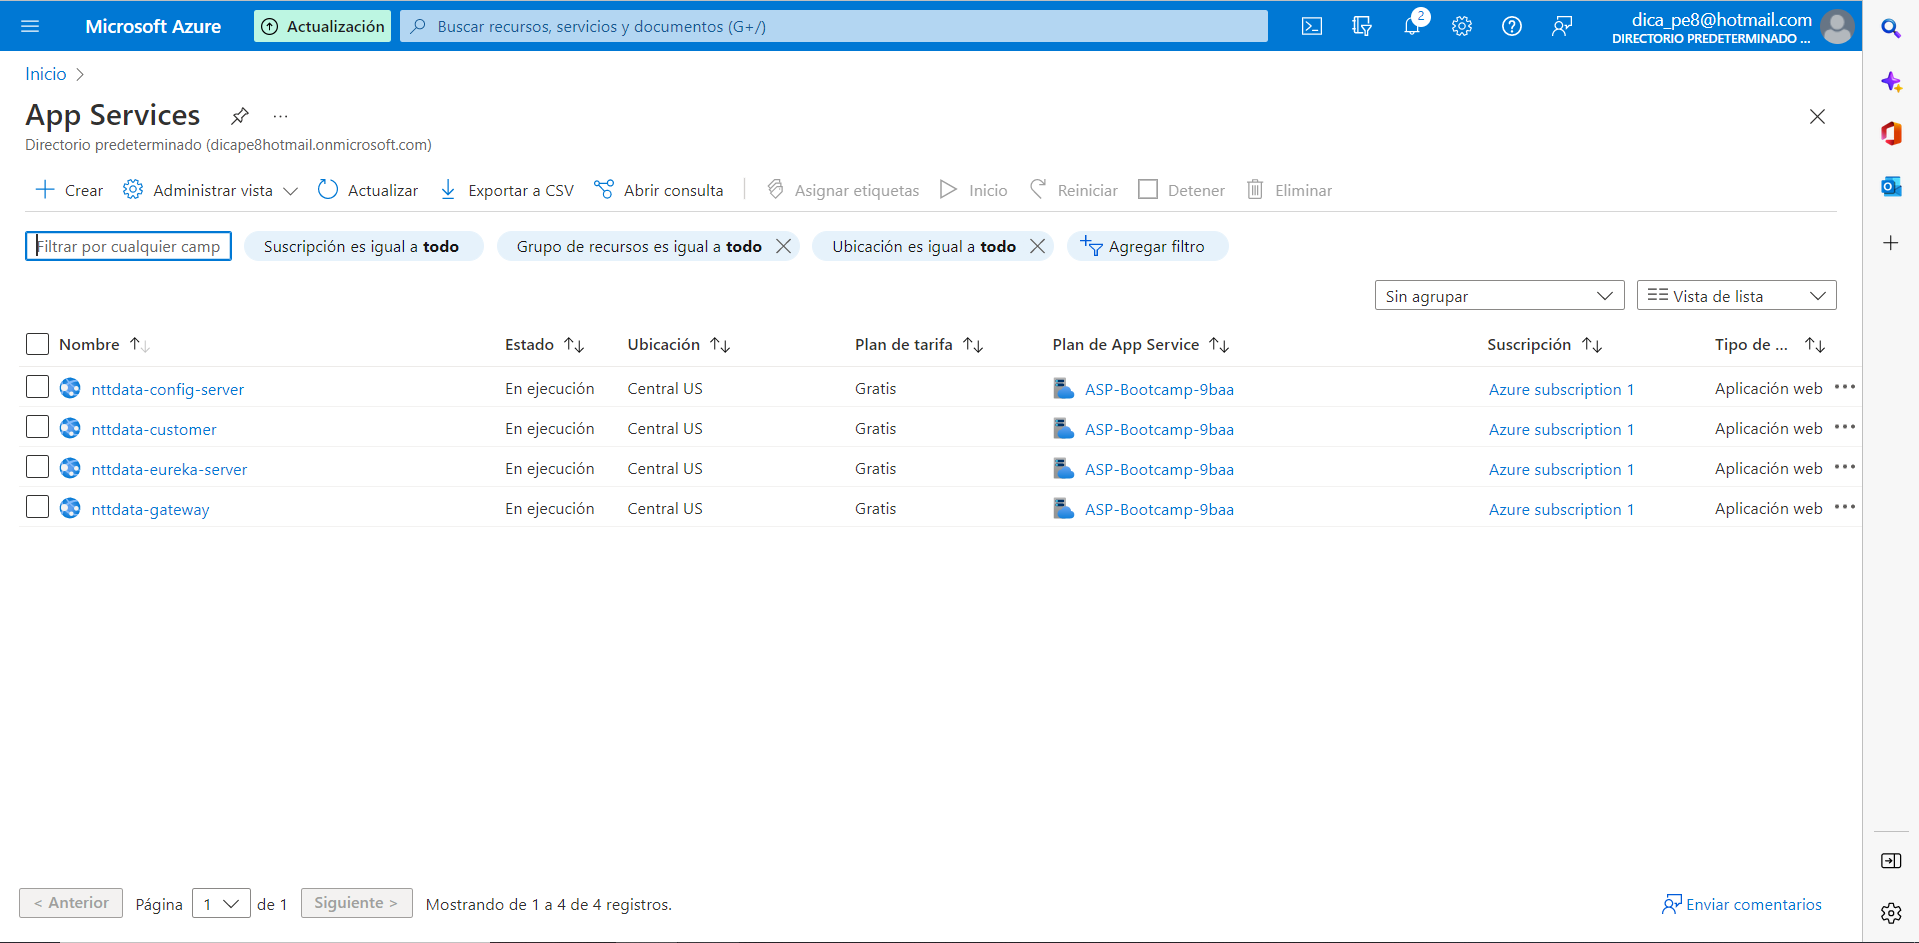 Microsoft Azure
Actualización
Buscar recursos, servicios y documentos (G+/)
2
dica_pe8@hotmail.com
DIRECTORIO PREDETERMINADO ...
Inicio
App Services
...
Directorio predeterminado (dicape8hotmail.onmicrosoft.com)
Crear Administrar vista Actualizar Exportar a CSV Abrir consulta Asignar etiquetas Inicio Reiniciar Detener Eliminar
Filtrar por cualquier camp Suscripción es igual a todo Grupo de recursos es igual a todo Ubicación es igual a todo Agregar filtro
Sin agrupar Vista de lista
Nombre Estado Ubicación Plan de tarifa Plan de App Service Suscripción Tipo de ...
nttdata-config-server En ejecución Central US Gratis ASP-Bootcamp-9baa Azure subscription 1 Aplicación web
nttdata-customer En ejecución Central US Gratis ASP-Bootcamp-9baa Azure subscription 1 Aplicación web
nttdata-eureka-server En ejecución Central US Gratis ASP-Bootcamp-9baa Azure subscription 1 Aplicación web
nttdata-gateway En ejecución Central US Gratis ASP-Bootcamp-9baa Azure subscription 1 Aplicación web
< Anterior Página 1 de 1 Siguiente > Mostrando de 1 a 4 de 4 registros. Enviar comentarios